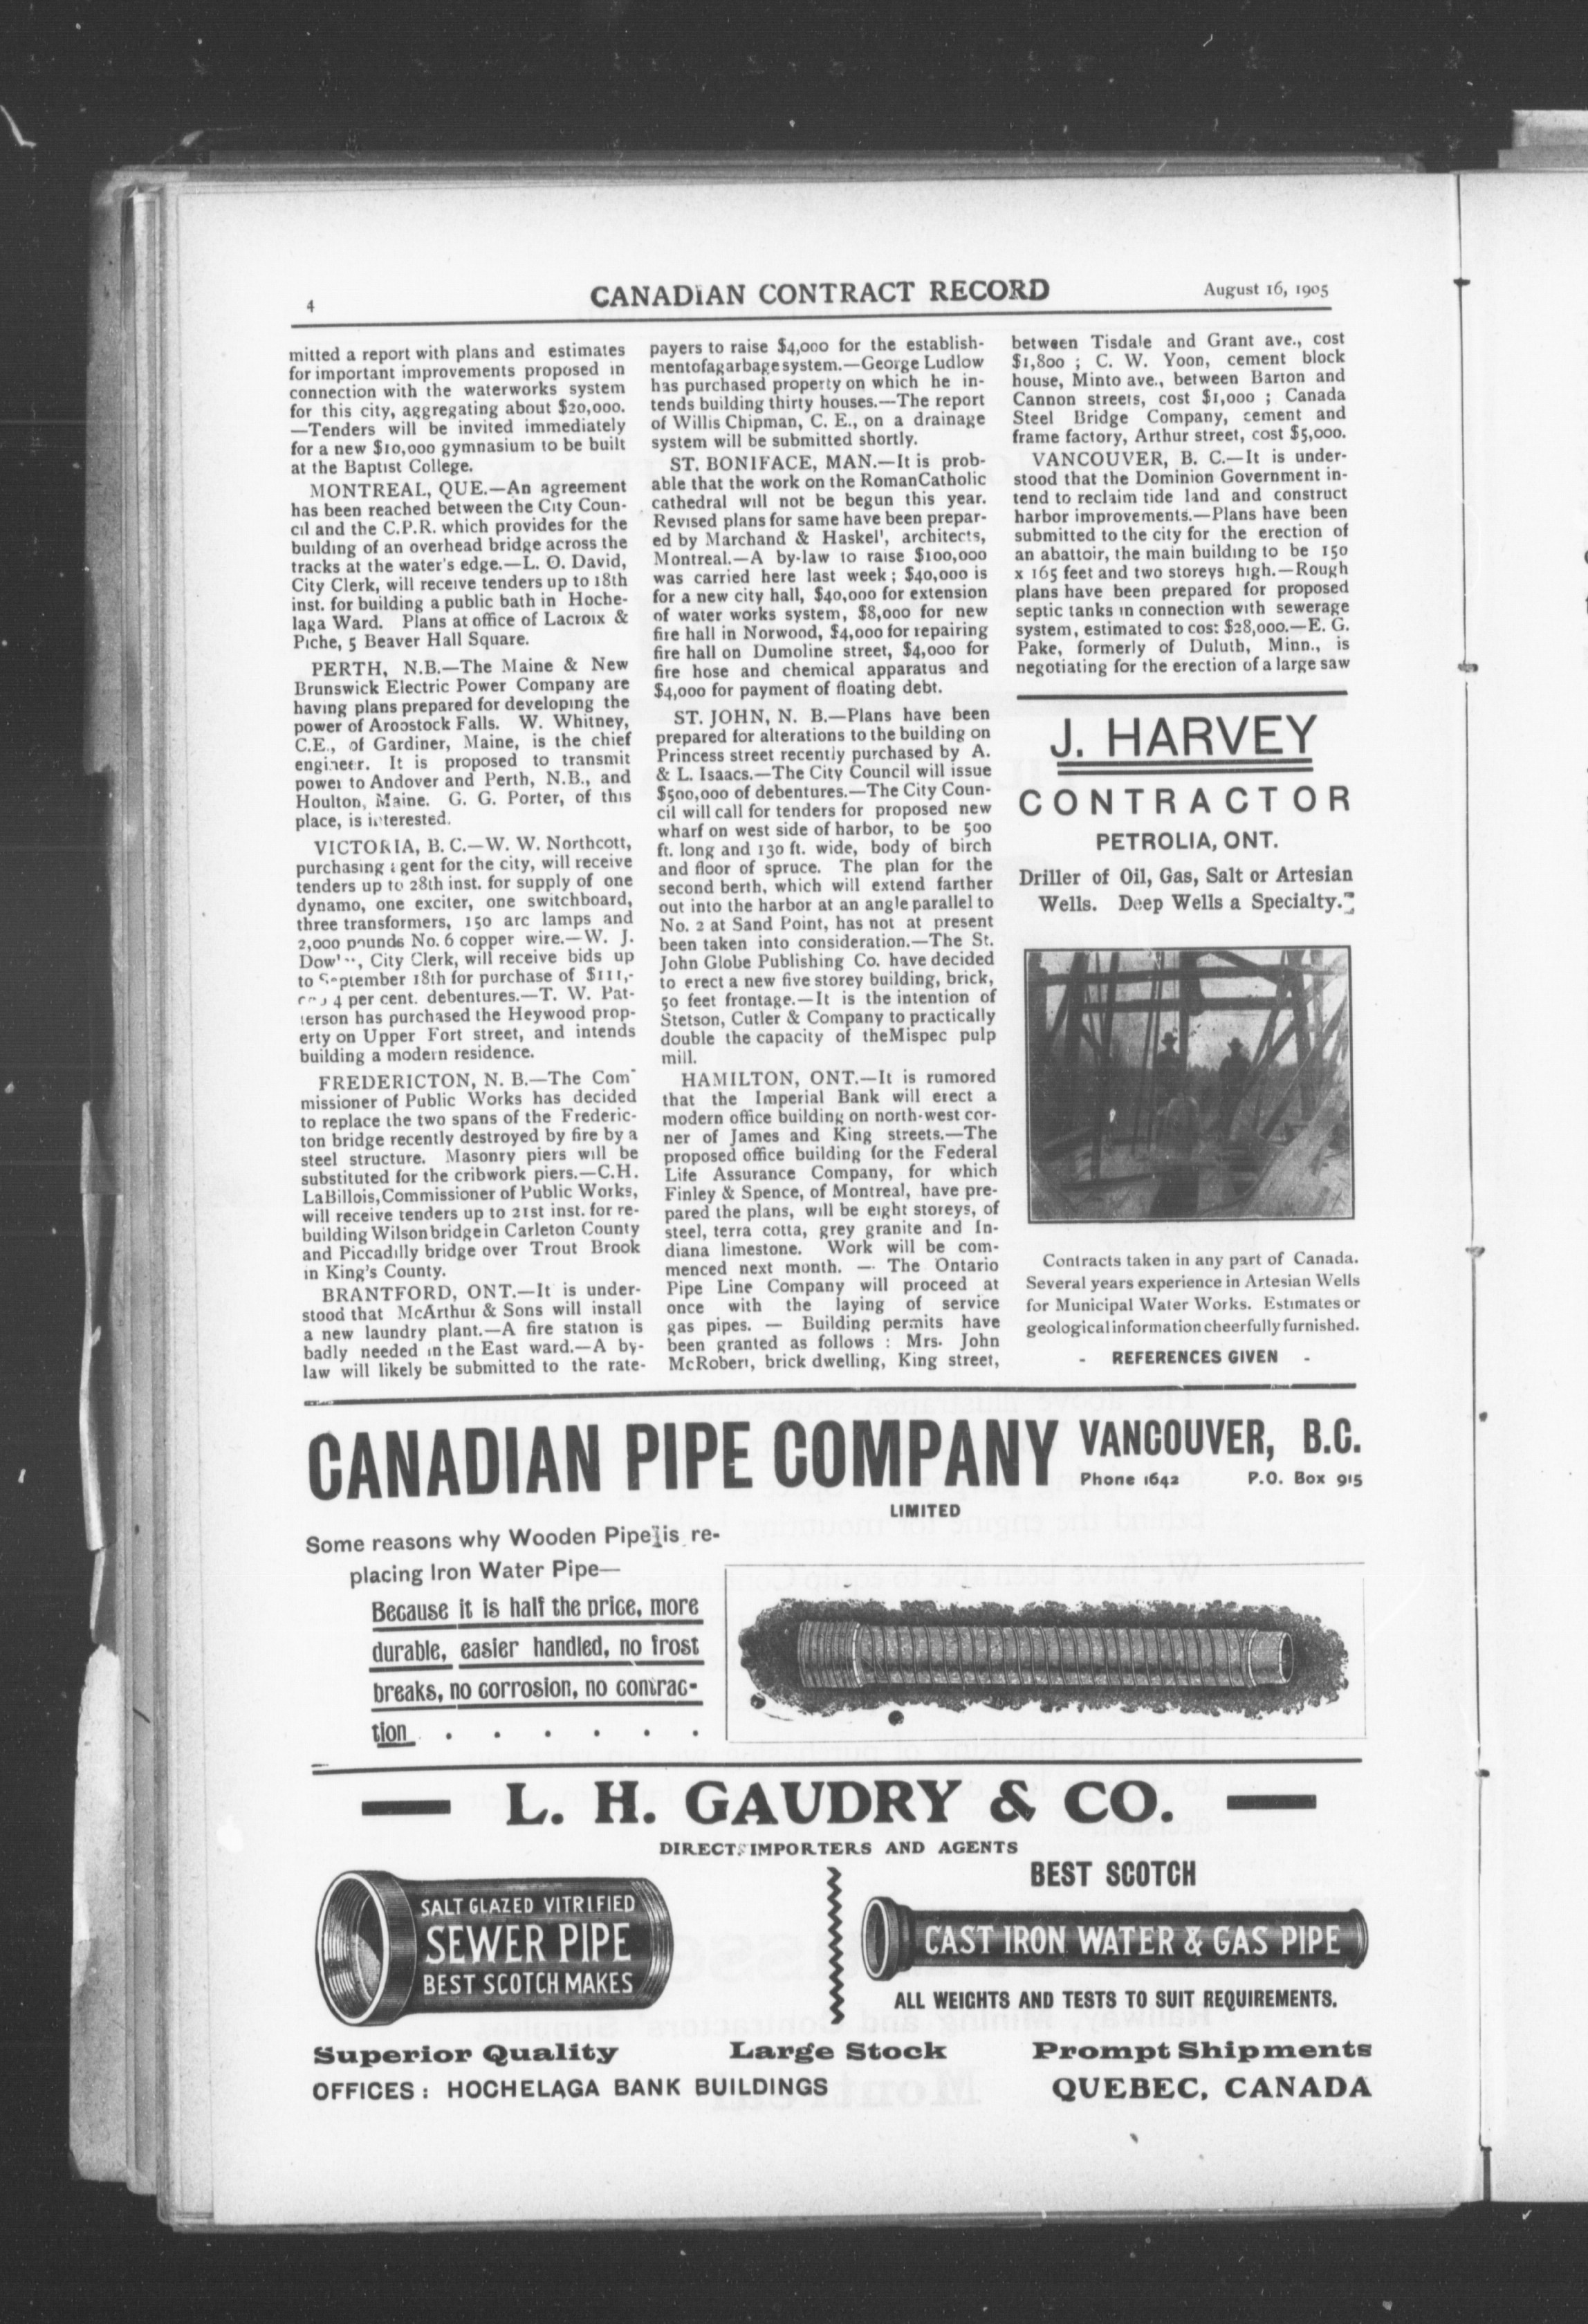 4
CANADIAN CONTRACT RECORD
August 16, 1905
mitted a report with plans and estimates
for important improvements proposed in
connection with the waterworks system
for this city, aggregating about $20,000.
—Tenders will be invited immediately
for a new $10,000 gymnasium to be built
at the Baptist College.
MONTREAL, QUE.—An agreement
has been reached between the City Coun-
cil and the C.P.R. which provides for the
building of an overhead bridge across the
tracks at the water's edge.—L. O. David,
City Clerk, will receive tenders up to 18th
inst. for building a public bath in Hoche-
laga Ward. Plans at office of Lacroix &
Piche, 5 Beaver Hall Square.
PERTH, N.B.—The Maine & New
Brunswick Electric Power Company are
having plans prepared for developing the
power of Aroostock Falls. W. Whitney,
C.E., of Gardiner, Maine, is the chief
engineer. It is proposed to transmit
power to Andover and Perth, N.B., and
Houlton, Maine. G. G. Porter, of this
place, is interested.
VICTORIA, B. C.—W. W. Northcott,
purchasing agent for the city, will receive
tenders up to 28th inst. for supply of one
dynamo, one exciter, one switchboard,
three transformers, 150 arc lamps and
2,000 pounds No. 6 copper wire.—W. J.
City Clerk, will receive bids up
to September 18th for purchase of $111,-
4 per cent. debentures.—T. W. Pat-
terson has purchased the Heywood prop-
erty on Upper Fort street, and intends
building a modern residence.
FREDERICTON, N. B.—The Com-
missioner of Public Works has decided
to replace the two spans of the Frederic-
ton bridge recently destroyed by fire by a
steel structure. Masonry piers will be
substituted for the cribwork piers.—C.H.
LaBillois, Commissioner of Public Works,
will receive tenders up to 21st inst. for re-
building Wilson bridge in Carleton County
and Piccadilly bridge over Trout Brook
in King's County.
BRANTFORD, ONT.—It is under-
stood that McArthur & Sons will install
a new laundry plant.—A fire station is
badly needed in the East ward.—A by-
law will likely be submitted to the rate-
payers to raise $4,000 for the establish-
mentofagarbage system.—George Ludlow
has purchased property on which he in-
tends building thirty houses.—The report
of Willis Chipman, C. E., on a drainage
system will be submitted shortly.
ST. BONIFACE, MAN.—It is prob-
able that the work on the RomanCatholic
cathedral will not be begun this year.
Revised plans for same have been prepar-
ed by Marchand & Haskel', architects,
Montreal.—A by-law to raise $100,000
was carried here last week; $40,000 is
for a new city hall, $40,000 for extension
of water works system, $8,000 for new
fire hall in Norwood, $4,000 for repairing
fire hall on Dumoline street, $4,000 for
fire hose and chemical apparatus and
$4,000 for payment of floating debt.
ST. JOHN, N. B.—Plans have been
prepared for alterations to the building on
Princess street recently purchased by A.
& L. Isaacs.—The City Council will issue
$500,000 of debentures.—The City Coun-
cil will call for tenders for proposed new
wharf on west side of harbor, to be 500
ft. long and 130 ft. wide, body of birch
and floor of spruce. The plan for the
second berth, which will extend farther
out into the harbor at an angle parallel to
No. 2 at Sand Point, has not at present
been taken into consideration.—The St.
John Globe Publishing Co. have decided
to erect a new five storey building, brick,
50 feet frontage.—It is the intention of
Stetson, Cutler & Company to practically
double the capacity of theMispec pulp
mill.
HAMILTON, ONT.—It is rumored
that the Imperial Bank will erect a
modern office building on north-west cor-
ner of James and King streets.—The
proposed office building for the Federal
Life Assurance Company, for which
Finley & Spence, of Montreal, have pre-
pared the plans, will be eight storeys, of
steel, terra cotta, grey granite and In-
diana limestone. Work will be com-
menced next month. — The Ontario
Pipe Line Company will proceed at
once with the laying of service
gas pipes. — Building permits have
been granted as follows : Mrs. John
McRobert, brick dwelling, King street,
between Tisdale and Grant ave., cost
$1,800 ; C. W. Yoon, cement block
house, Minto ave., between Barton and
Cannon streets, cost $1,000 ; Canada
Steel Bridge Company, cement and
frame factory, Arthur street, cost $5,000.
VANCOUVER, B. C.—It is under-
stood that the Dominion Government in-
tend to reclaim tide land and construct
harbor improvements.—Plans have been
submitted to the city for the erection of
an abattoir, the main building to be 150
x 165 feet and two storeys high.—Rough
plans have been prepared for proposed
septic tanks in connection with sewerage
system, estimated to cost $28,000.—E. G.
Pake, formerly of Duluth, Minn., is
negotiating for the erection of a large saw
J. HARVEY
CONTRACTOR
PETROLIA, ONT.
Driller of Oil, Gas, Salt or Artesian
Wells. Deep Wells a Specialty.
Contracts taken in any part of Canada.
Several years experience in Artesian Wells
for Municipal Water Works. Estimates or
geological information cheerfully furnished.
- REFERENCES GIVEN -
CANADIAN PIPE COMPANY VANCOUVER, B.C.
Phone 1642 P.O. Box 915
LIMITED
Some reasons why Wooden Pipe is re-
placing Iron Water Pipe—
Because it is half the price, more
durable, easier handled, no frost
breaks, no corrosion, no contrac-
tion . . . . . .
— L. H. GAUDRY & CO. —
DIRECT IMPORTERS AND AGENTS
SALT GLAZED VITRIFIED
SEWER PIPE
BEST SCOTCH MAKES
BEST SCOTCH
CAST IRON WATER & GAS PIPE
ALL WEIGHTS AND TESTS TO SUIT REQUIREMENTS.
Superior Quality Large Stock Prompt Shipments
OFFICES : HOCHELAGA BANK BUILDINGS QUEBEC, CANADA